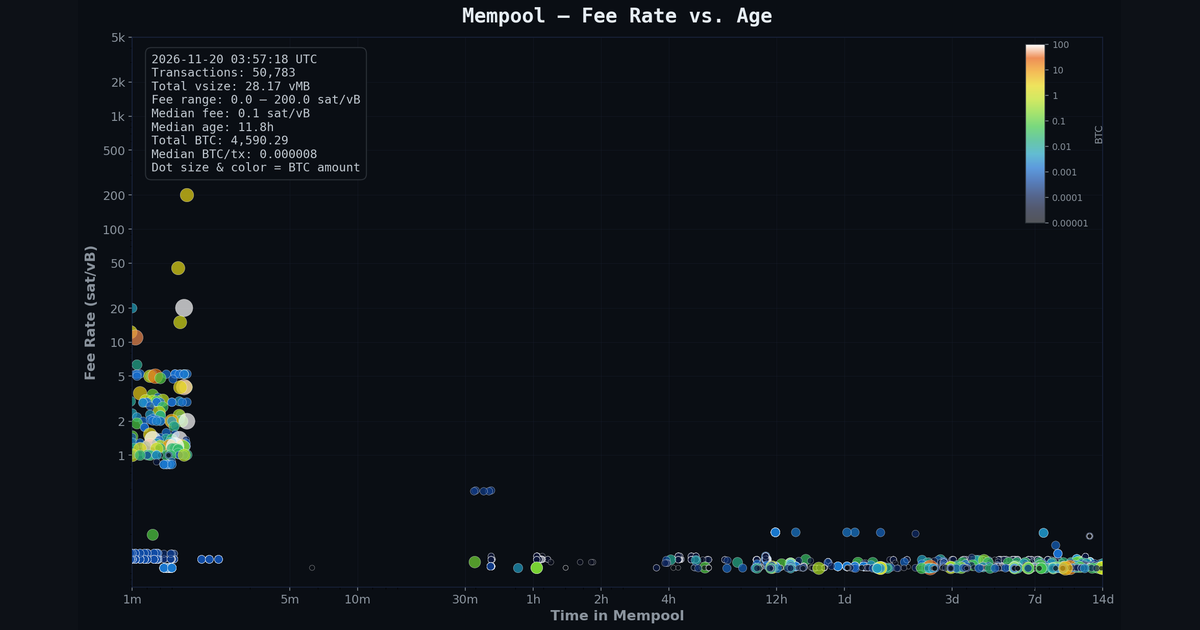 Mempool — Fee Rate vs. Age
2026-11-20 03:57:18 UTC
Transactions: 50,783
Total vsize: 28.17 vMB
Fee range: 0.0 — 200.0 sat/vB
Median fee: 0.1 sat/vB
Median age: 11.8h
Total BTC: 4,590.29
Median BTC/tx: 0.000008
Dot size & color = BTC amount
5k
2k
1k
500
200
100
50
20
10
5
2
1
Fee Rate (sat/vB)
100
10
1
0.1
0.01
0.001
0.0001
0.00001
BTC
1m
5m
10m
30m
1h
2h
4h
12h
1d
3d
7d
14d
Time in Mempool